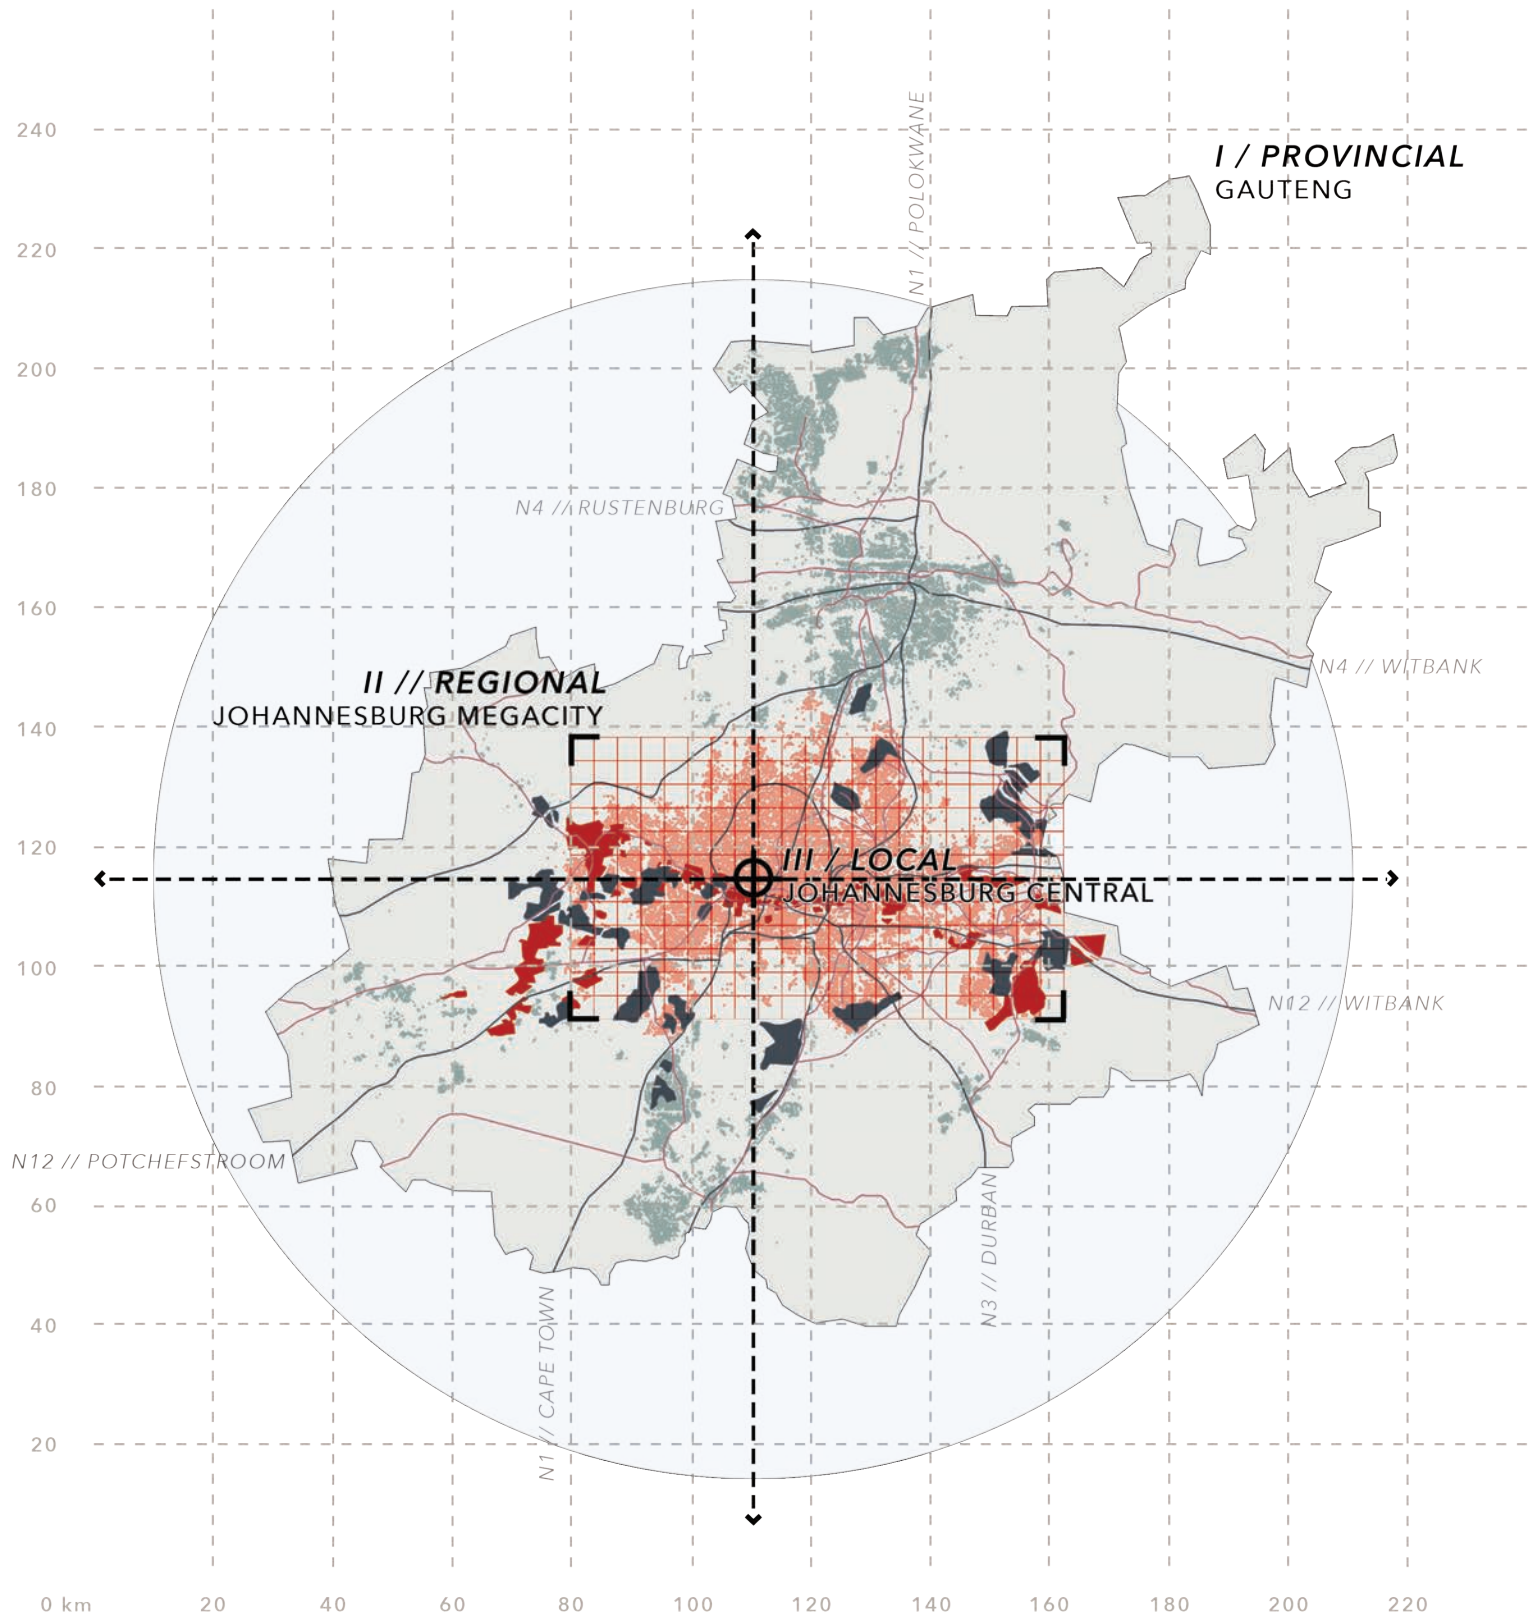 240
N1 // POLOKWANE
I / PROVINCIAL
GAUTENG
220
200
180
N4 // RUSTENBURG
160
N4 // WITBANK
II // REGIONAL
JOHANNESBURG MEGACITY
140
120
III / LOCAL
JOHANNESBURG CENTRAL
100
N12 // WITBANK
80
N12 // POTCHEFSTROOM
60
N3 // DURBAN
N1 // CAPE TOWN
40
20
0 km 20 40 60 80 100 120 140 160 180 200 220